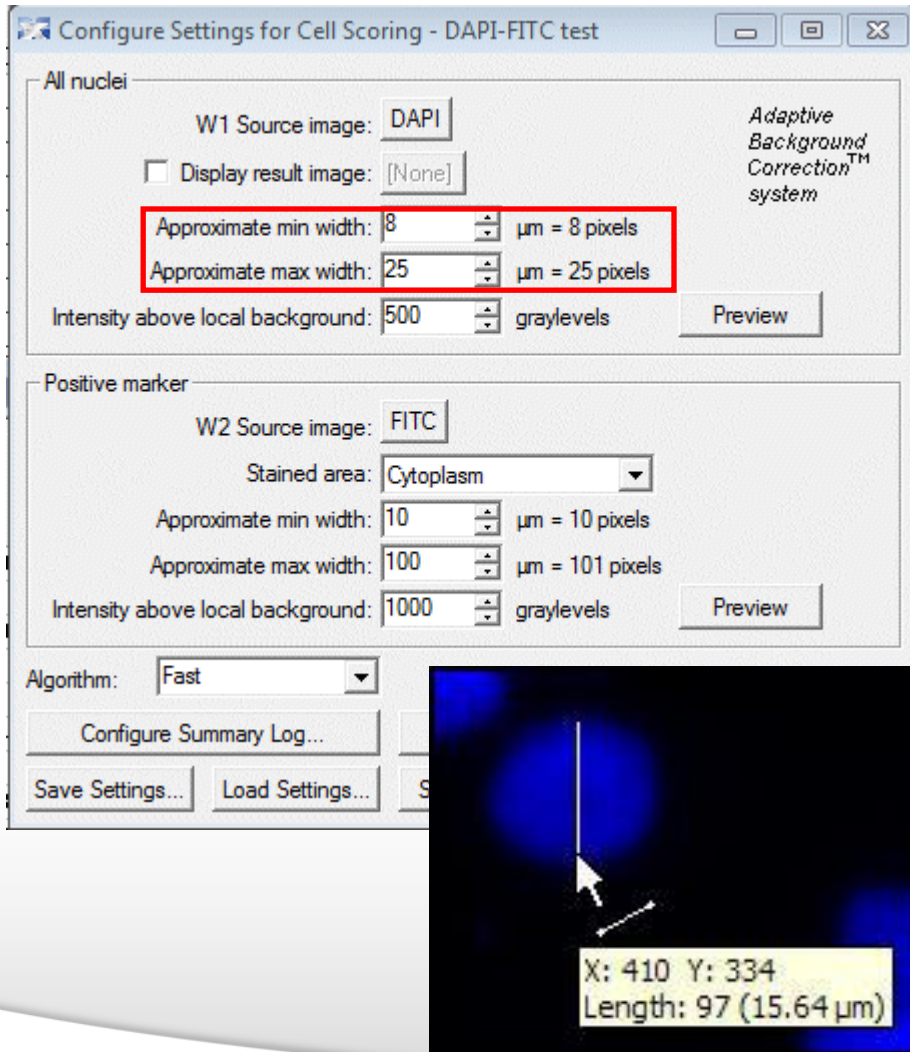 Configure Settings for Cell Scoring - DAPI-FITC test
All nuclei
W1 Source image: DAPI
Adaptive
Background
Correction™
system
Display result image: [None]
Approximate min width: 8 µm = 8 pixels
Approximate max width: 25 µm = 25 pixels
Intensity above local background: 500 graylevels Preview
Positive marker
W2 Source image: FITC
Stained area: Cytoplasm
Approximate min width: 10 µm = 10 pixels
Approximate max width: 100 µm = 101 pixels
Intensity above local background: 1000 graylevels Preview
Algorithm: Fast
Configure Summary Log...
Save Settings... Load Settings... S
X: 410 Y: 334
Length: 97 (15.64 µm)